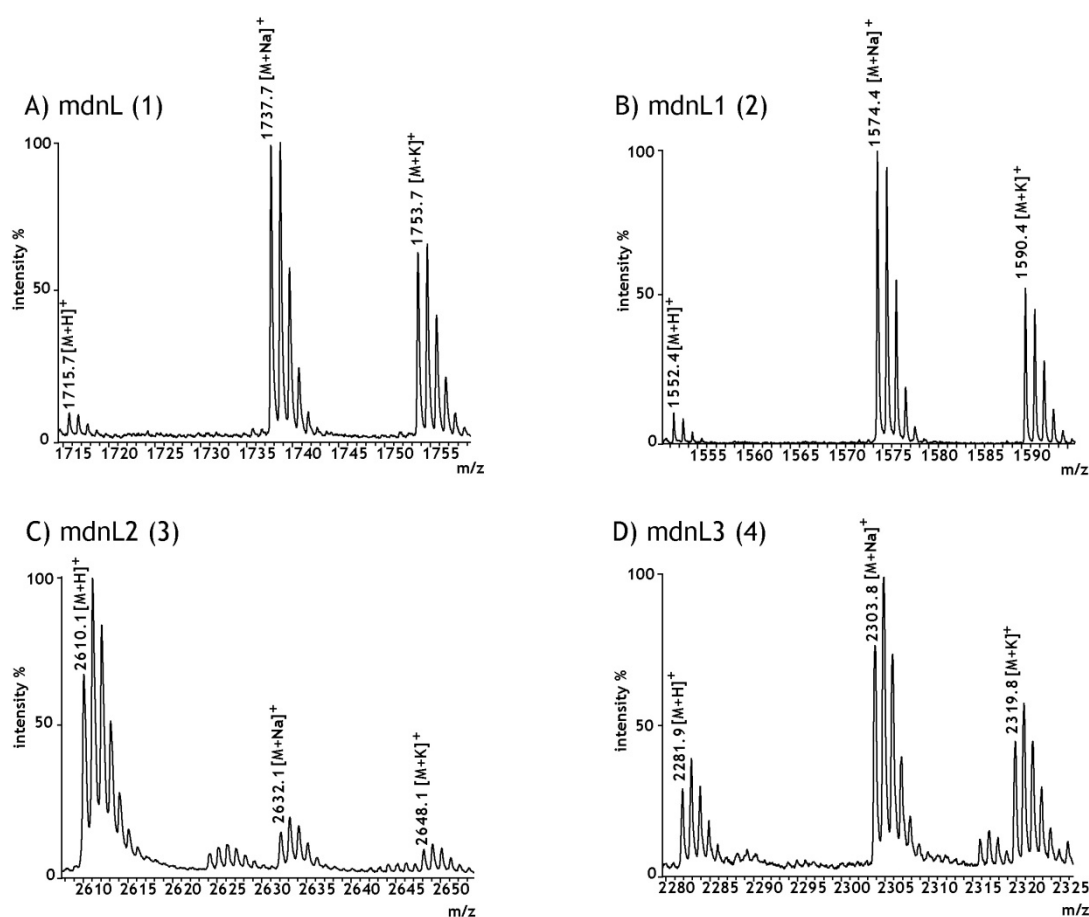 A) mdnL (1)
1715.7 [M+H]+
1737.7 [M+Na]+
1753.7 [M+K]+
intensity %
100
50
0
1715 1720 1725 1730 1735 1740 1745 1750 1755
m/z
B) mdnL1 (2)
1552.4 [M+H]+
1574.4 [M+Na]+
1590.4 [M+K]+
intensity %
100
50
0
1555 1560 1565 1570 1575 1580 1585 1590
m/z
C) mdnL2 (3)
2610.1 [M+H]+
2632.1 [M+Na]+
2648.1 [M+K]+
intensity %
100
50
0
2610 2615 2620 2625 2630 2635 2640 2645 2650
m/z
D) mdnL3 (4)
2281.9 [M+H]+
2303.8 [M+Na]+
2319.8 [M+K]+
intensity %
100
50
0
2280 2285 2290 2295 2300 2305 2310 2315 2320 2325
m/z